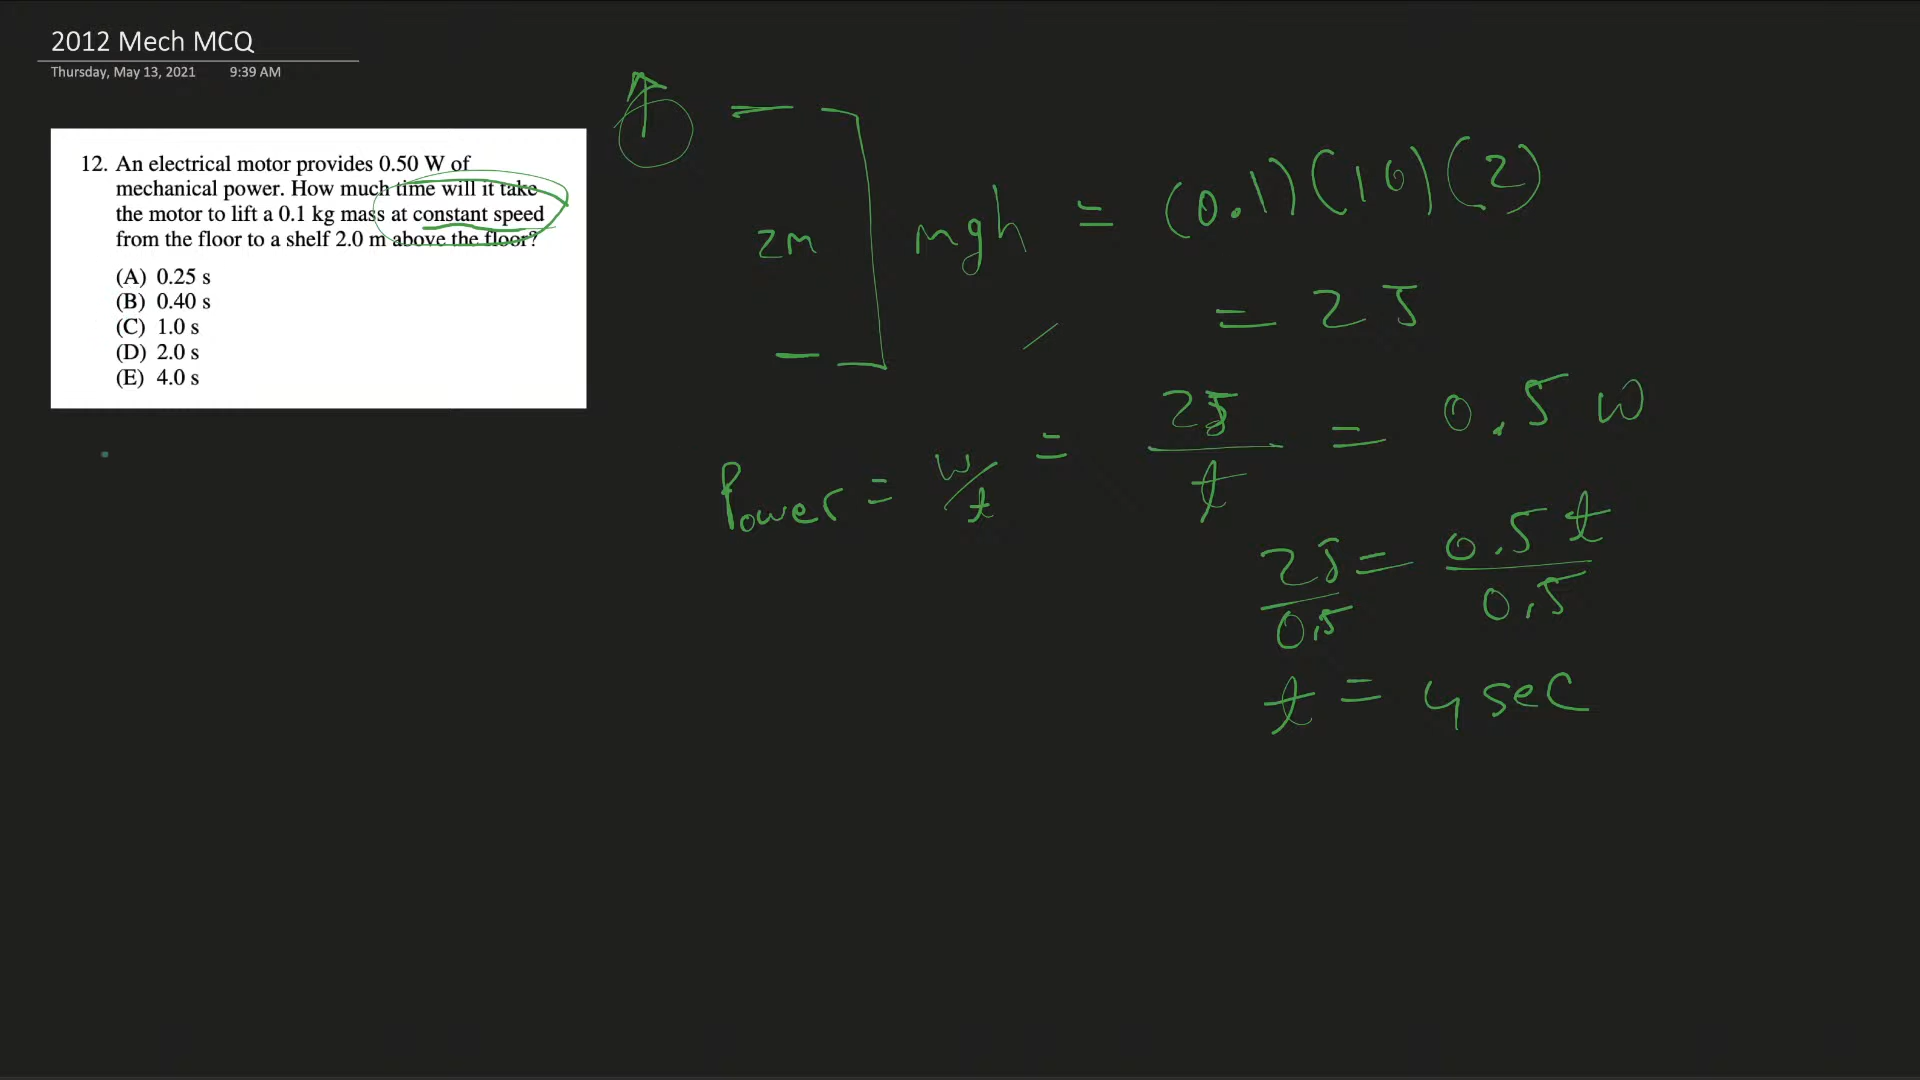 2012 Mech MCQ
Thursday, May 13, 2021 9:39 AM
12. An electrical motor provides 0.50 W of
mechanical power. How much time will it take
the motor to lift a 0.1 kg mass at constant speed
from the floor to a shelf 2.0 m above the floor?
(A) 0.25 s
(B) 0.40 s
(C) 1.0 s
(D) 2.0 s
(E) 4.0 s
2m
mgh = (0.1)(10)(2)
= 2 J
Power = w/t = 2J/t = 0.5 W
2J/0.5 = 0.5 t/0.5
t = 4 sec